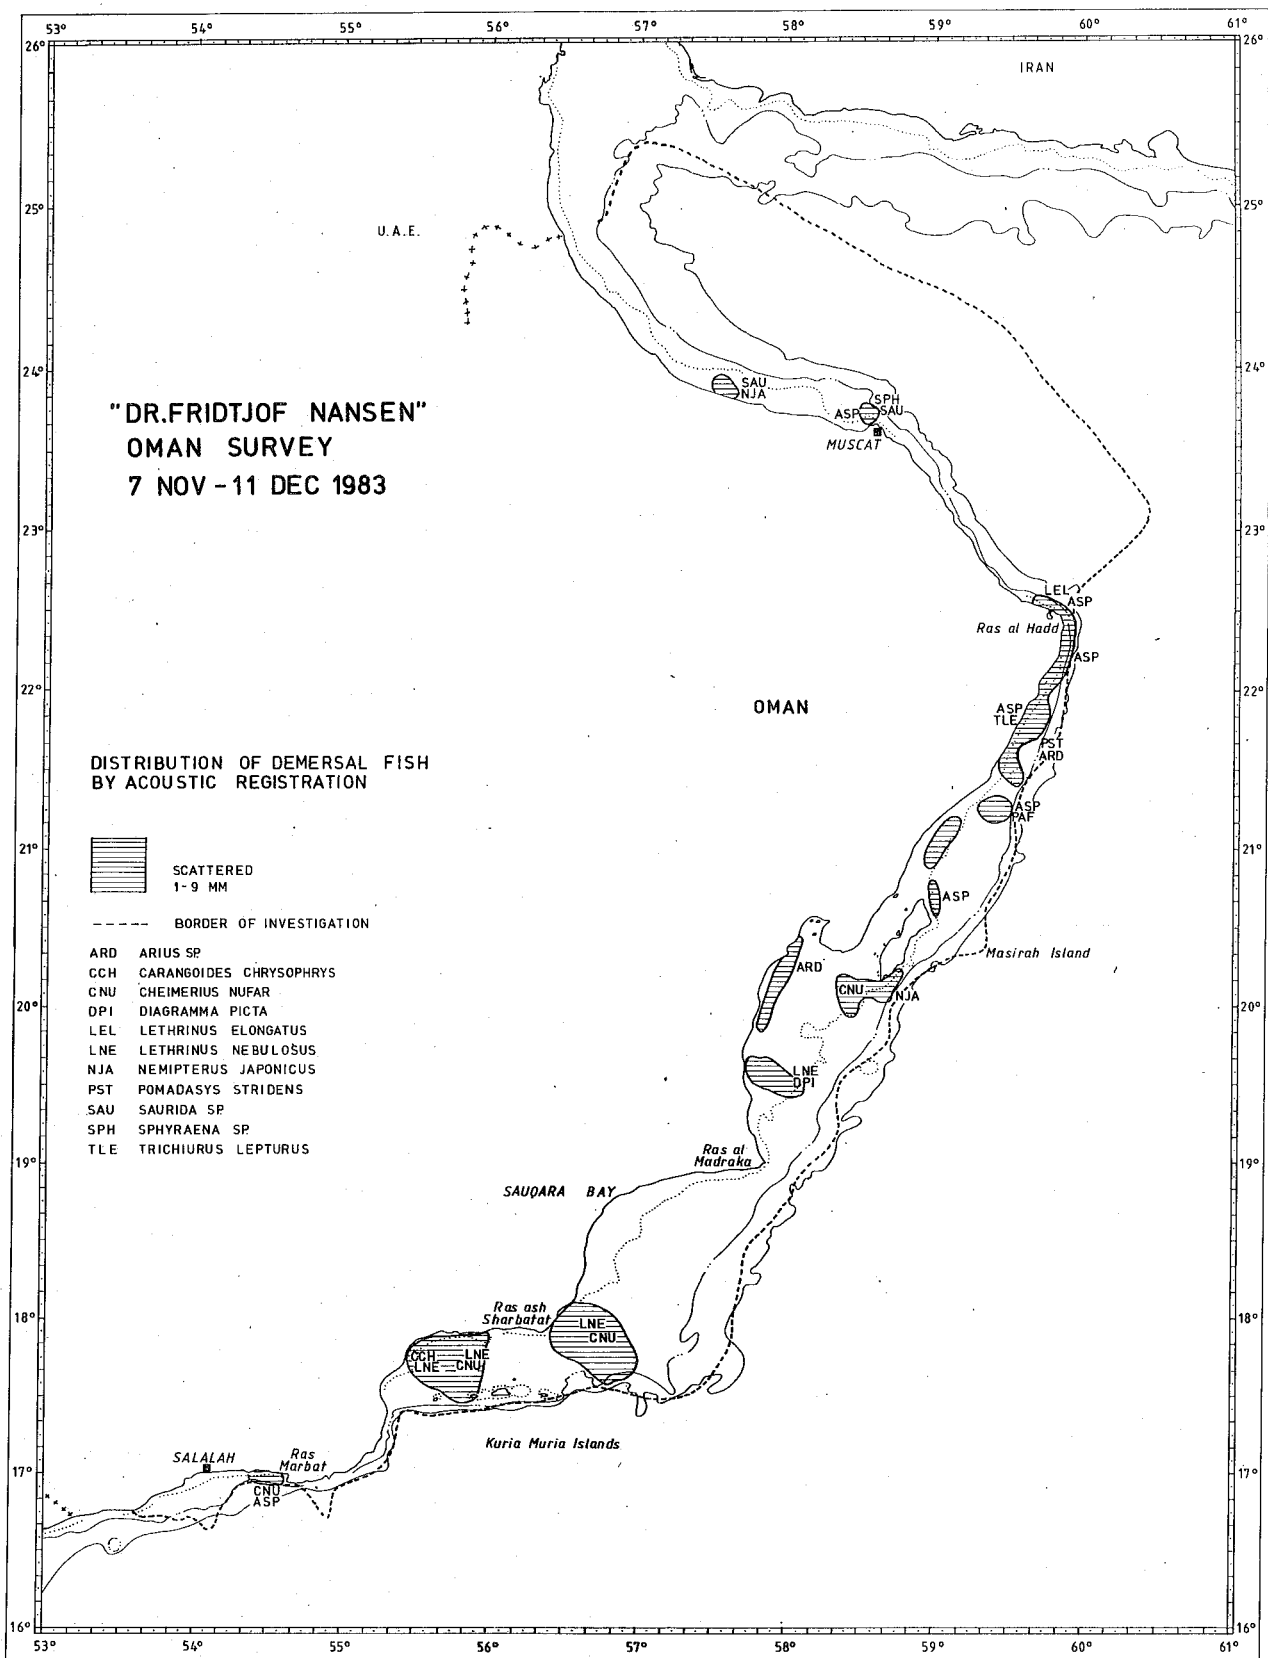 53° 54° 55° 56° 57° 58° 59° 60° 61°
26° 26°
IRAN
25° 25°
U.A.E.
24° 24°
SAU
NJA
SPH
ASP SAU
MUSCAT
"DR.FRIDTJOF NANSEN"
OMAN SURVEY
7 NOV - 11 DEC 1983
23° 23°
LEL
ASP
Ras al Hadd
ASP
22° 22°
OMAN
ASP
TLE
PST
ARD
DISTRIBUTION OF DEMERSAL FISH
BY ACOUSTIC REGISTRATION
ASP
PAF
21° 21°
SCATTERED
1-9 MM
ASP
BORDER OF INVESTIGATION
Masirah Island
ARD ARIUS SP.
CCH CARANGOIDES CHRYSOPHRYS
CNU CHEIMERIUS NUFAR
DPI DIAGRAMMA PICTA
LEL LETHRINUS ELONGATUS
LNE LETHRINUS NEBULOSUS
NJA NEMIPTERUS JAPONICUS
PST POMADASYS STRIDENS
SAU SAURIDA SP.
SPH SPHYRAENA SP.
TLE TRICHIURUS LEPTURUS
ARD
CNU
NJA
20° 20°
LNE
DPI
Ras al
Madraka
19° 19°
SAUQARA BAY
Ras ash
Sharbatat
18° 18°
LNE
CNU
CCH LNE
LNE CNU
Kuria Muria Islands
SALALAH
Ras
Marbat
17° 17°
CNU
ASP
16° 16°
53° 54° 55° 56° 57° 58° 59° 60° 61°